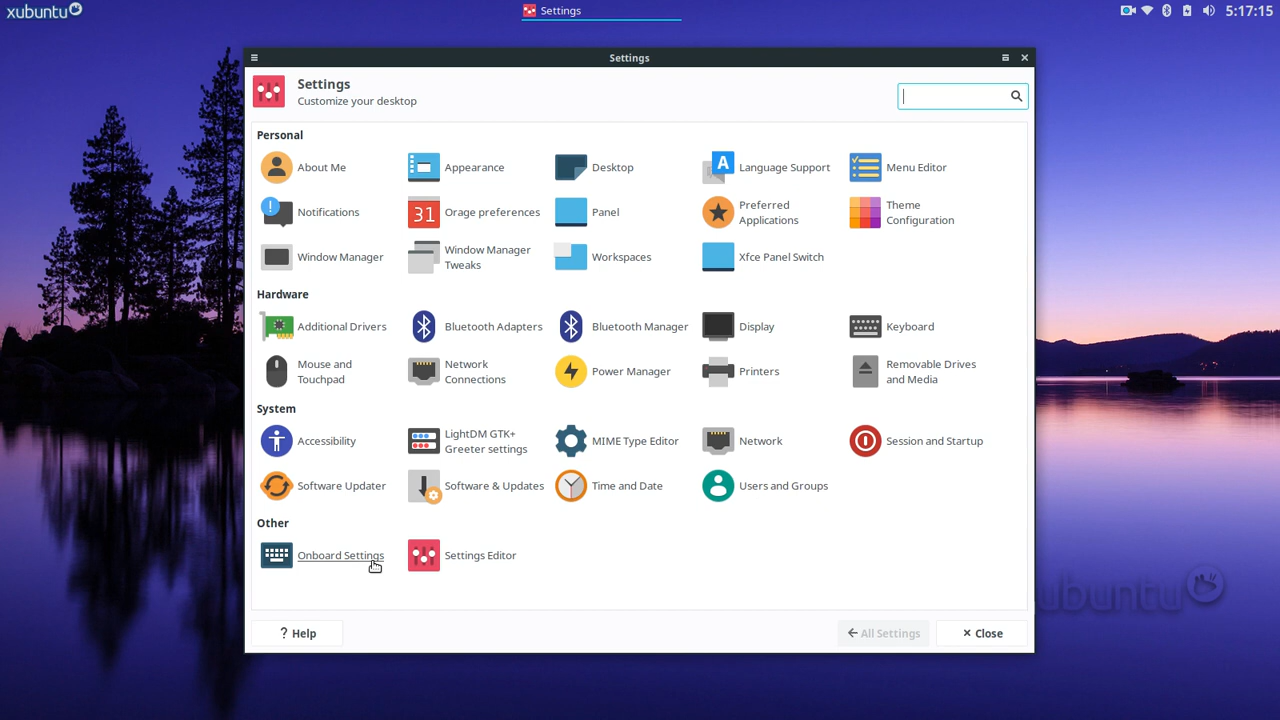 xubuntu
Settings
5:17:15
Settings
Settings
Customize your desktop
Personal
About Me
Appearance
Desktop
A
Language Support
Menu Editor
!
Notifications
31
Orage preferences
Panel
Preferred
Applications
Theme
Configuration
Window Manager
Window Manager
Tweaks
Workspaces
Xfce Panel Switch
Hardware
Additional Drivers
Bluetooth Adapters
Bluetooth Manager
Display
Keyboard
Mouse and
Touchpad
Network
Connections
Power Manager
Printers
Removable Drives
and Media
System
Accessibility
LightDM GTK+
Greeter settings
MIME Type Editor
Network
Session and Startup
Software Updater
Software & Updates
Time and Date
Users and Groups
Other
Onboard Settings
Settings Editor
xubuntu
? Help
All Settings
Close